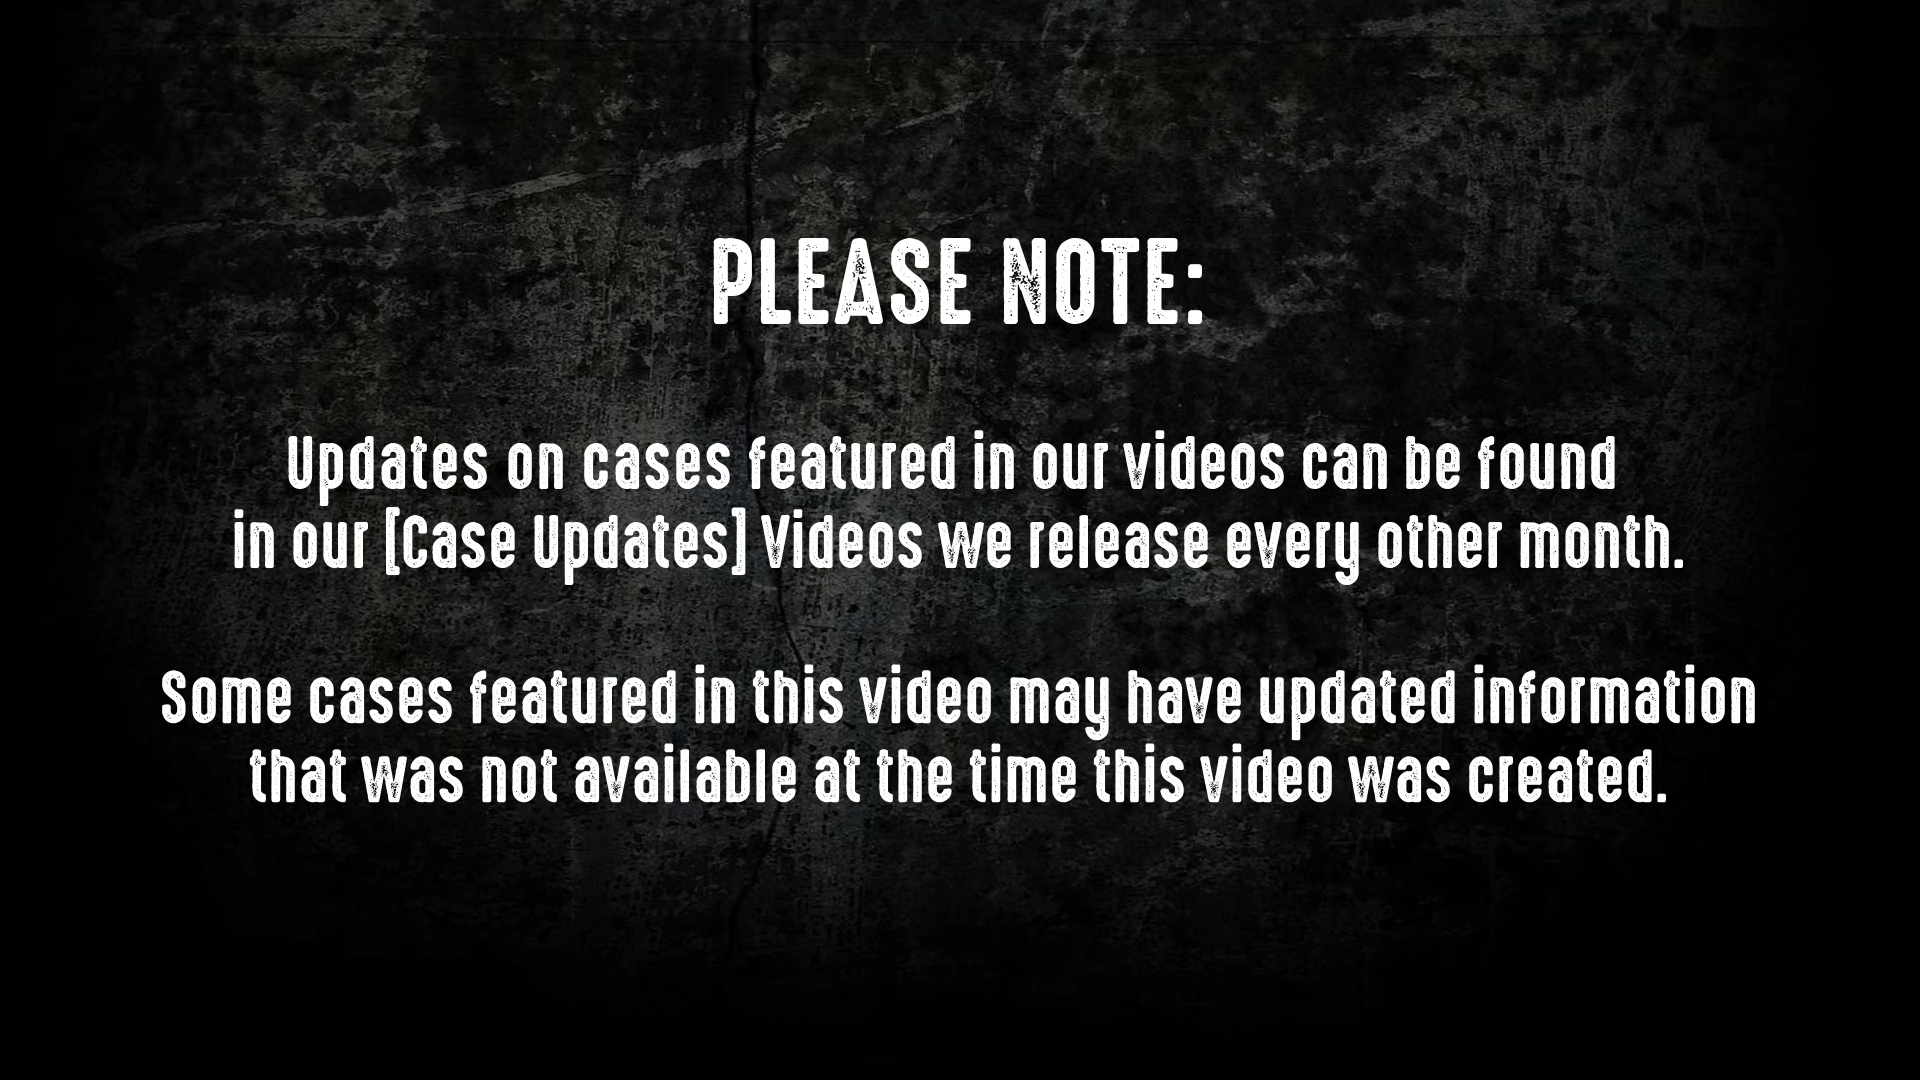 PLEASE NOTE:
Updates on cases featured in our videos can be found
in our [Case Updates] Videos we release every other month.
Some cases featured in this video may have updated information
that was not available at the time this video was created.